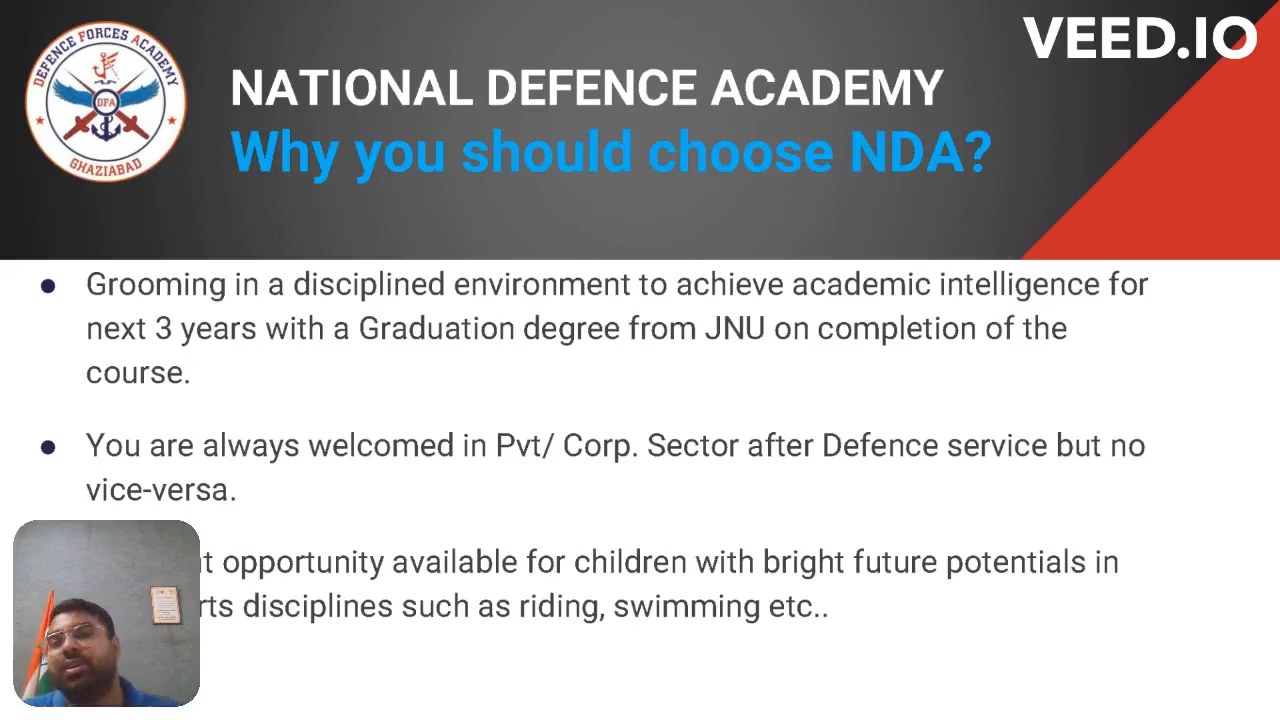 DEFENCE FORCES ACADEMY
DFA
GHAZIABAD
VEED.IO
NATIONAL DEFENCE ACADEMY
Why you should choose NDA?
● Grooming in a disciplined environment to achieve academic intelligence for
next 3 years with a Graduation degree from JNU on completion of the
course.
● You are always welcomed in Pvt/ Corp. Sector after Defence service but no
vice-versa.
opportunity available for children with bright future potentials in
disciplines such as riding, swimming etc..